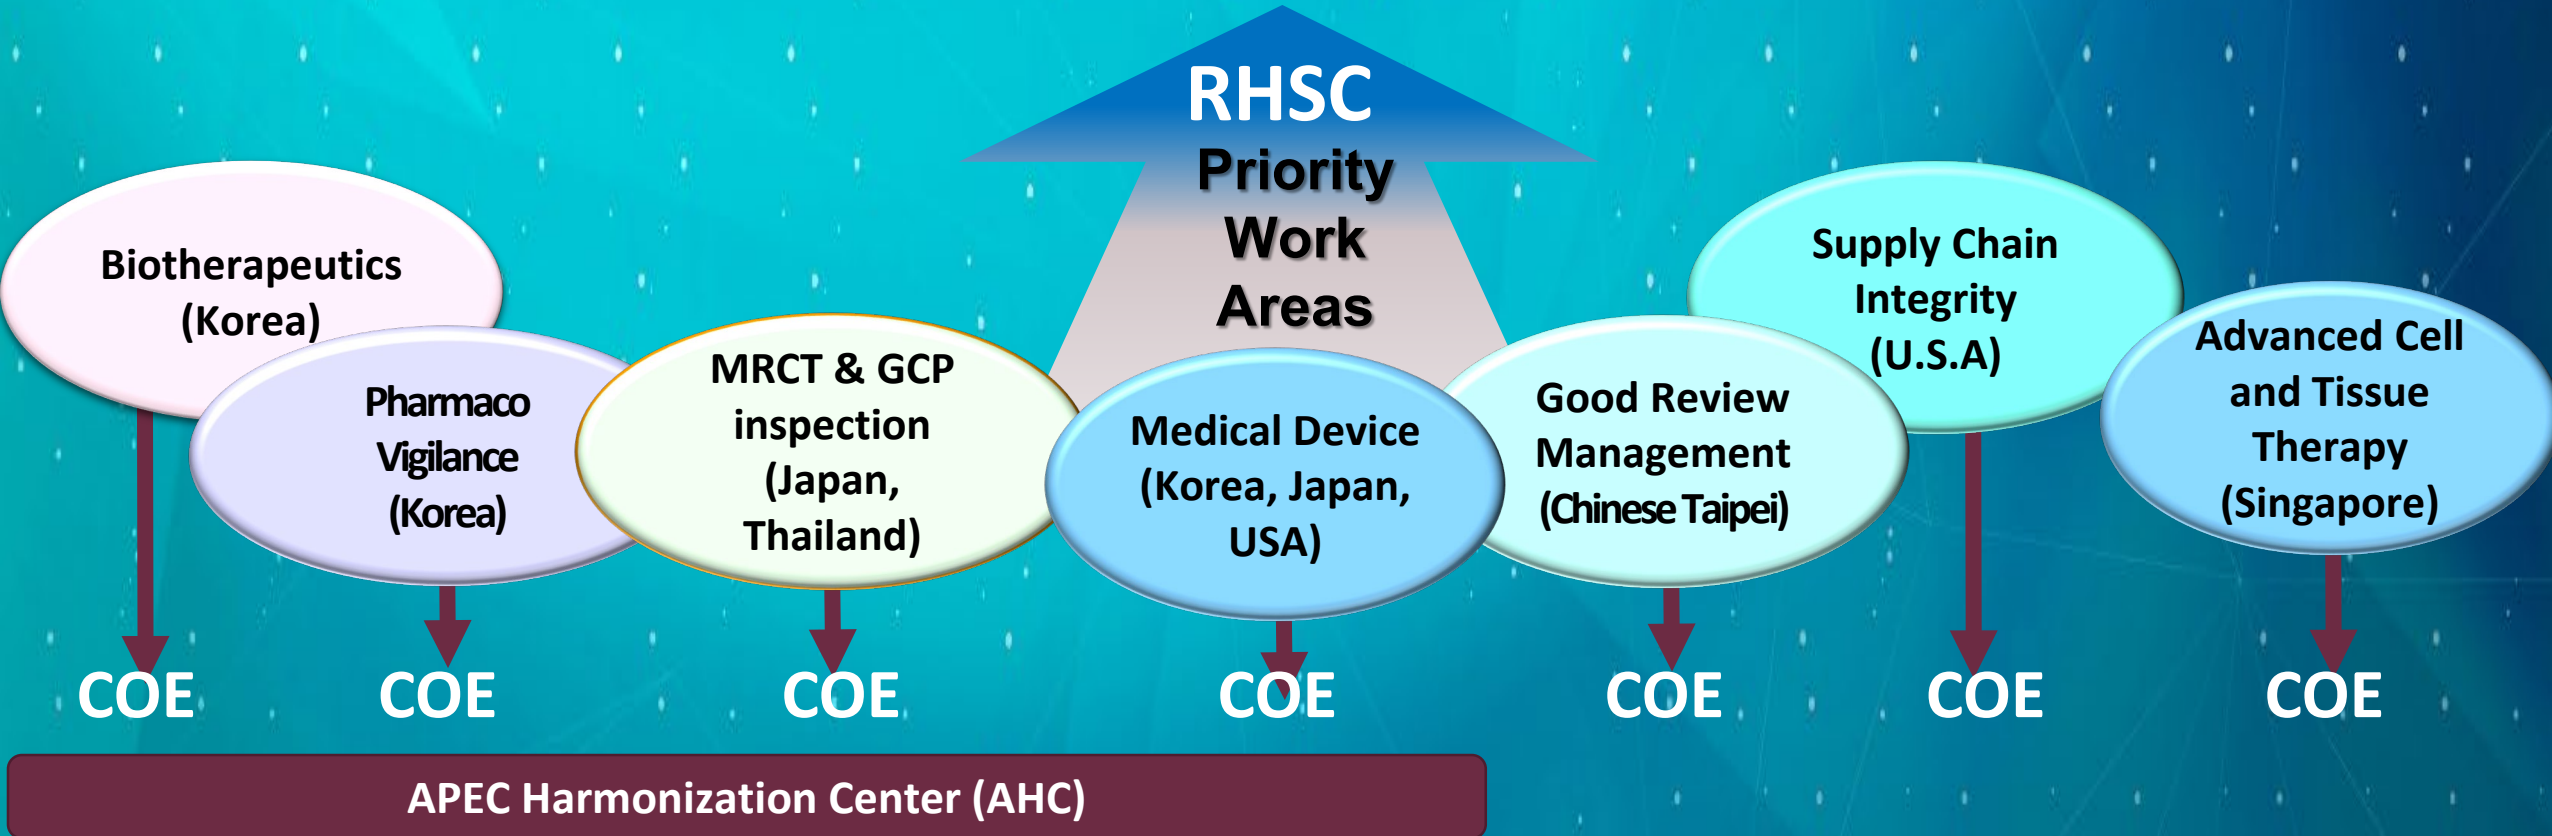 RHSC
Priority
Work
Areas
Biotherapeutics
(Korea)
Pharmaco
Vigilance
(Korea)
MRCT & GCP
inspection
(Japan,
Thailand)
Medical Device
(Korea, Japan,
USA)
Good Review
Management
(Chinese Taipei)
Supply Chain
Integrity
(U.S.A)
Advanced Cell
and Tissue
Therapy
(Singapore)
COE
COE
COE
COE
COE
COE
COE
APEC Harmonization Center (AHC)